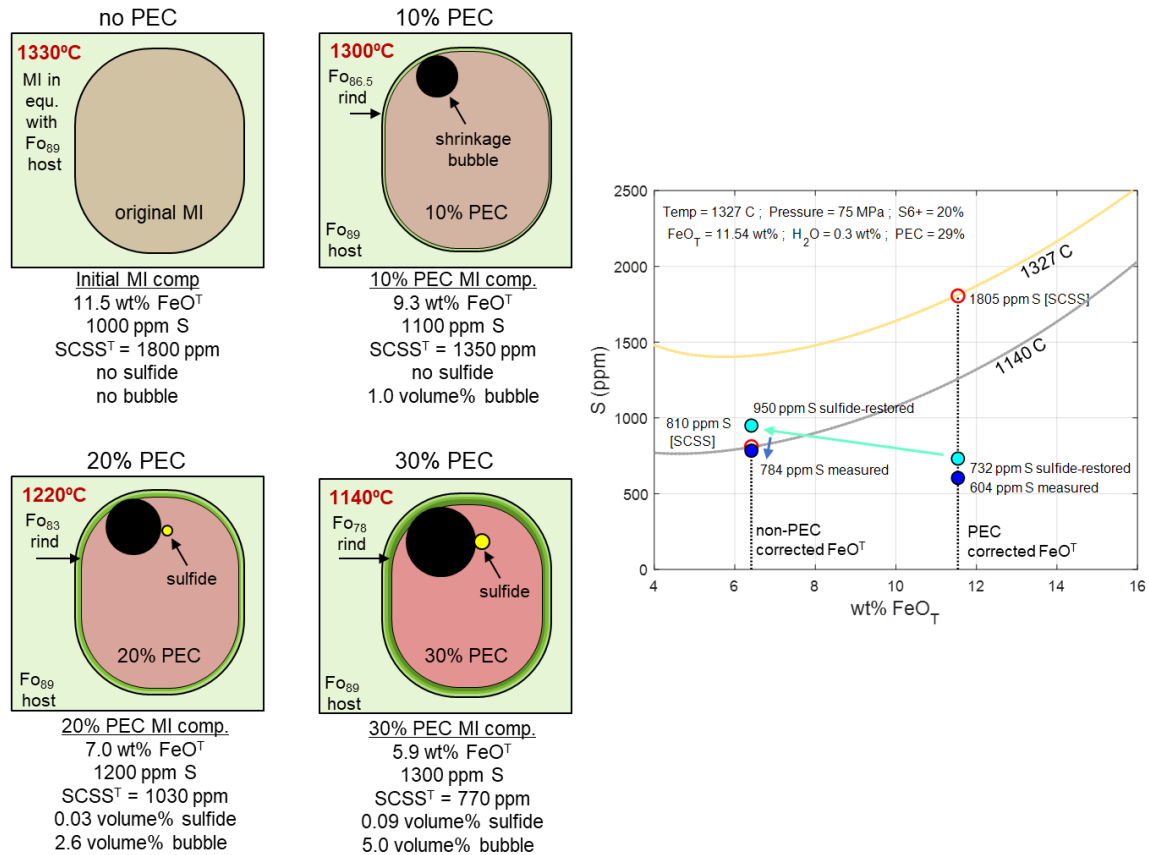 no PEC
1330ºC
MI in
equ.
with
Fo89
host
original MI
Initial MI comp
11.5 wt% FeOᵀ
1000 ppm S
SCSSᵀ = 1800 ppm
no sulfide
no bubble
10% PEC
1300ºC
Fo86.5
rind
shrinkage
bubble
10% PEC
Fo89
host
10% PEC MI comp.
9.3 wt% FeOᵀ
1100 ppm S
SCSSᵀ = 1350 ppm
no sulfide
1.0 volume% bubble
20% PEC
1220ºC
Fo83
rind
sulfide
20% PEC
Fo89
host
20% PEC MI comp.
7.0 wt% FeOᵀ
1200 ppm S
SCSSᵀ = 1030 ppm
0.03 volume% sulfide
2.6 volume% bubble
30% PEC
1140ºC
Fo78
rind
sulfide
30% PEC
Fo89
host
30% PEC MI comp.
5.9 wt% FeOᵀ
1300 ppm S
SCSSᵀ = 770 ppm
0.09 volume% sulfide
5.0 volume% bubble
S (ppm)
2500
2000
1500
1000
500
0
Temp = 1327 C ; Pressure = 75 MPa ; S6+ = 20%
FeOT = 11.54 wt% ; H2O = 0.3 wt% ; PEC = 29%
1327 C
1805 ppm S [SCSS]
1140 C
950 ppm S sulfide-restored
810 ppm S
[SCSS]
784 ppm S measured
732 ppm S sulfide-restored
604 ppm S measured
non-PEC
corrected FeOᵀ
PEC
corrected FeOᵀ
4 6 8 10 12 14 16
wt% FeOT